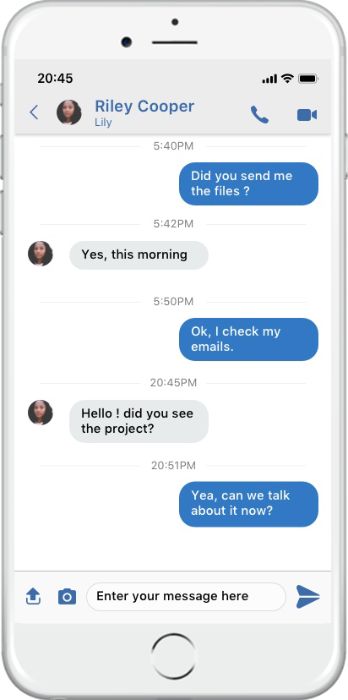 20:45
Riley Cooper
Lily
5:40PM
Did you send me
the files ?
5:42PM
Yes, this morning
5:50PM
Ok, I check my
emails.
20:45PM
Hello ! did you see
the project?
20:51PM
Yea, can we talk
about it now?
Enter your message here